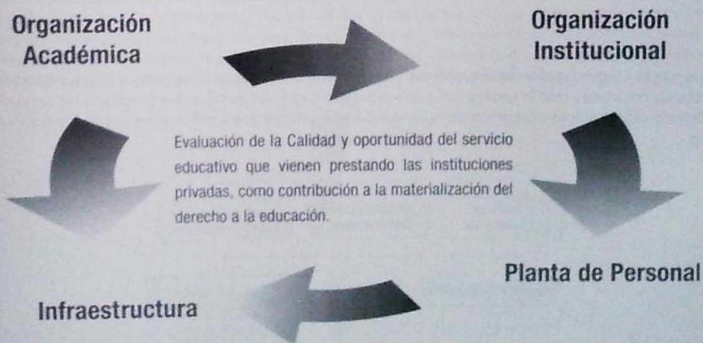 Organización
Académica
Organización
Institucional
Evaluación de la Calidad y oportunidad del servicio
educativo que vienen prestando las instituciones
privadas, como contribución a la materialización del
derecho a la educación.
Planta de Personal
Infraestructura